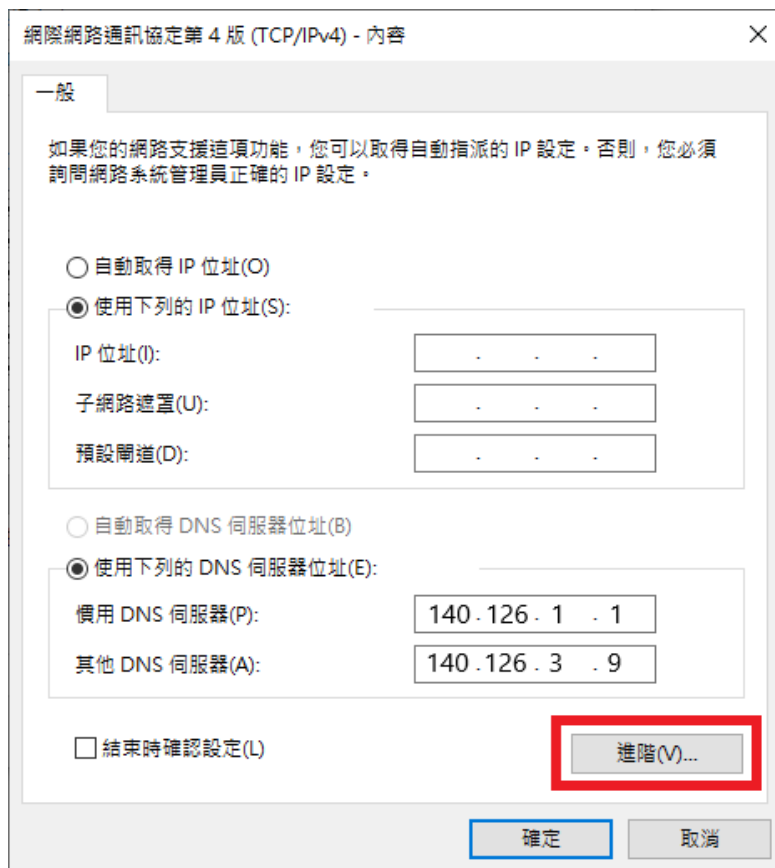 網際網路通訊協定第 4 版 (TCP/IPv4) - 內容
一般
如果您的網路支援這項功能，您可以取得自動指派的 IP 設定。否則，您必須
詢問網路系統管理員正確的 IP 設定。
自動取得 IP 位址(O)
使用下列的 IP 位址(S):
IP 位址(I):
. . .
子網路遮罩(U):
. . .
預設閘道(D):
. . .
自動取得 DNS 伺服器位址(B)
使用下列的 DNS 伺服器位址(E):
慣用 DNS 伺服器(P):
140 . 126 . 1 . 1
其他 DNS 伺服器(A):
140 . 126 . 3 . 9
結束時確認設定(L)
進階(V)...
確定
取消